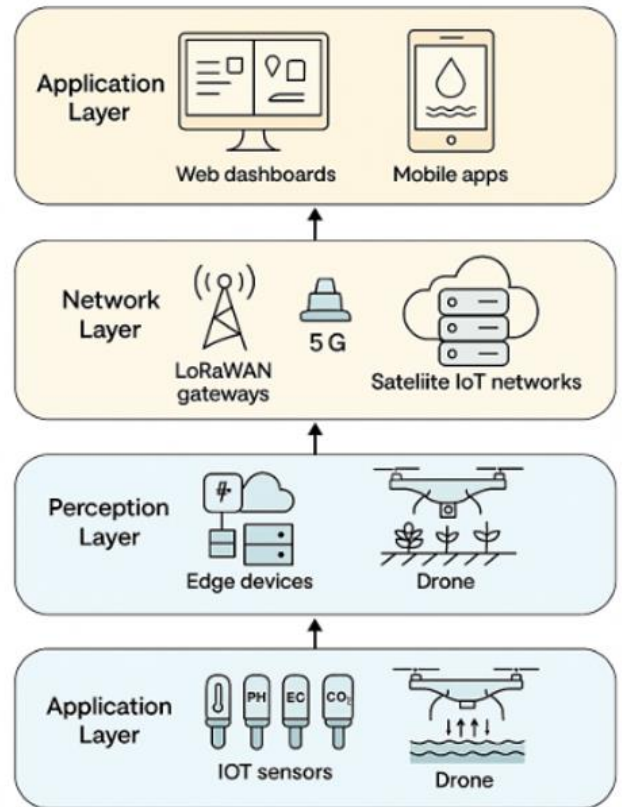 Application
Layer
Web dashboards
Mobile apps
Network
Layer
LoRaWAN
gateways
5 G
Sateliite IoT networks
Perception
Layer
Edge devices
Drone
Application
Layer
PH
EC
CO₂
IOT sensors
Drone